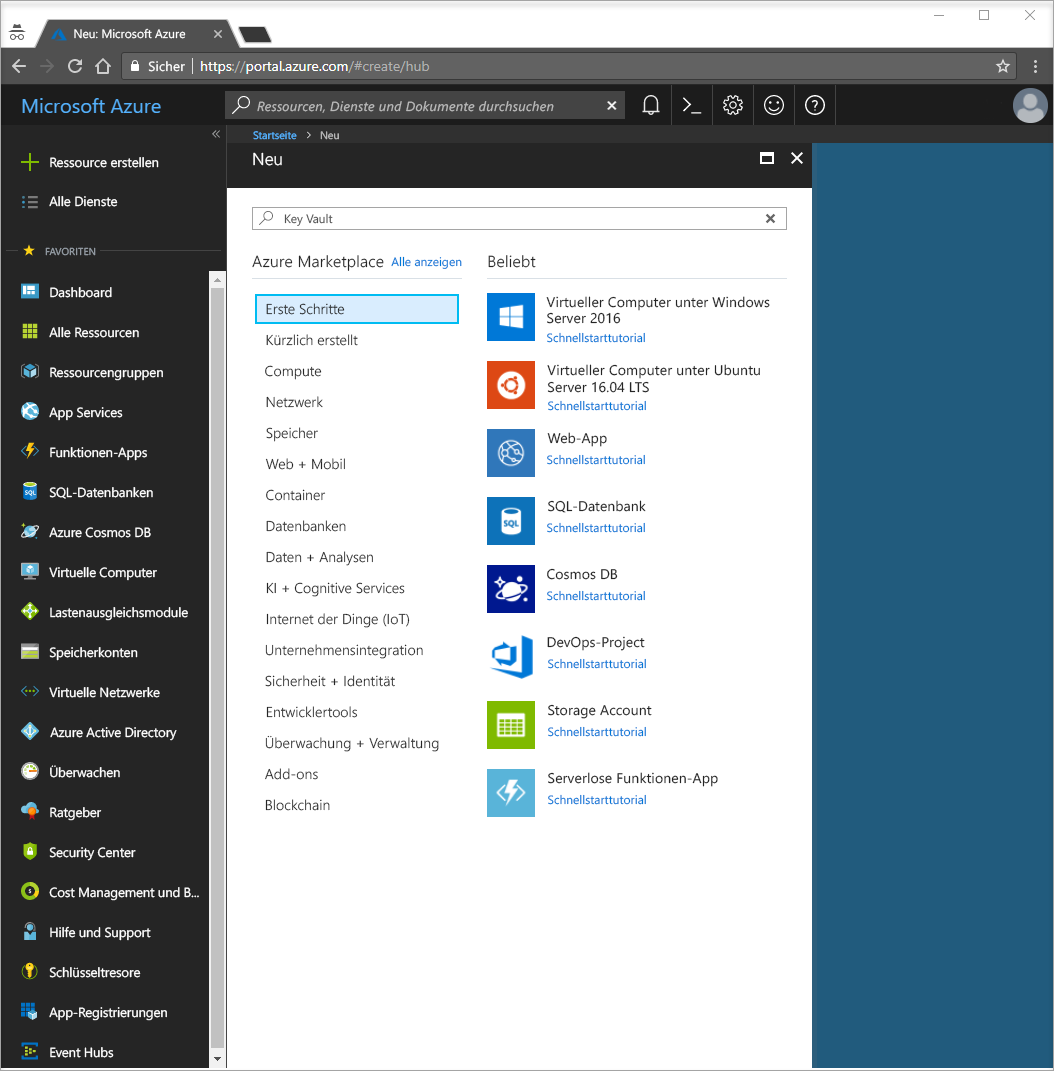 Neu: Microsoft Azure
Sicher
https://portal.azure.com/#create/hub
Microsoft Azure
Ressourcen, Dienste und Dokumente durchsuchen
Ressource erstellen
Alle Dienste
FAVORITEN
Dashboard
Alle Ressourcen
Ressourcengruppen
App Services
Funktionen-Apps
SQL-Datenbanken
Azure Cosmos DB
Virtuelle Computer
Lastenausgleichsmodule
Speicherkonten
Virtuelle Netzwerke
Azure Active Directory
Überwachen
Ratgeber
Security Center
Cost Management und B...
Hilfe und Support
Schlüsseltresore
App-Registrierungen
Event Hubs
Startseite > Neu
Neu
Key Vault
Azure Marketplace Alle anzeigen
Erste Schritte
Kürzlich erstellt
Compute
Netzwerk
Speicher
Web + Mobil
Container
Datenbanken
Daten + Analysen
KI + Cognitive Services
Internet der Dinge (IoT)
Unternehmensintegration
Sicherheit + Identität
Entwicklertools
Überwachung + Verwaltung
Add-ons
Blockchain
Beliebt
Virtueller Computer unter Windows
Server 2016
Schnellstarttutorial
Virtueller Computer unter Ubuntu
Server 16.04 LTS
Schnellstarttutorial
Web-App
Schnellstarttutorial
SQL
SQL-Datenbank
Schnellstarttutorial
Cosmos DB
Schnellstarttutorial
DevOps-Project
Schnellstarttutorial
Storage Account
Schnellstarttutorial
Serverlose Funktionen-App
Schnellstarttutorial